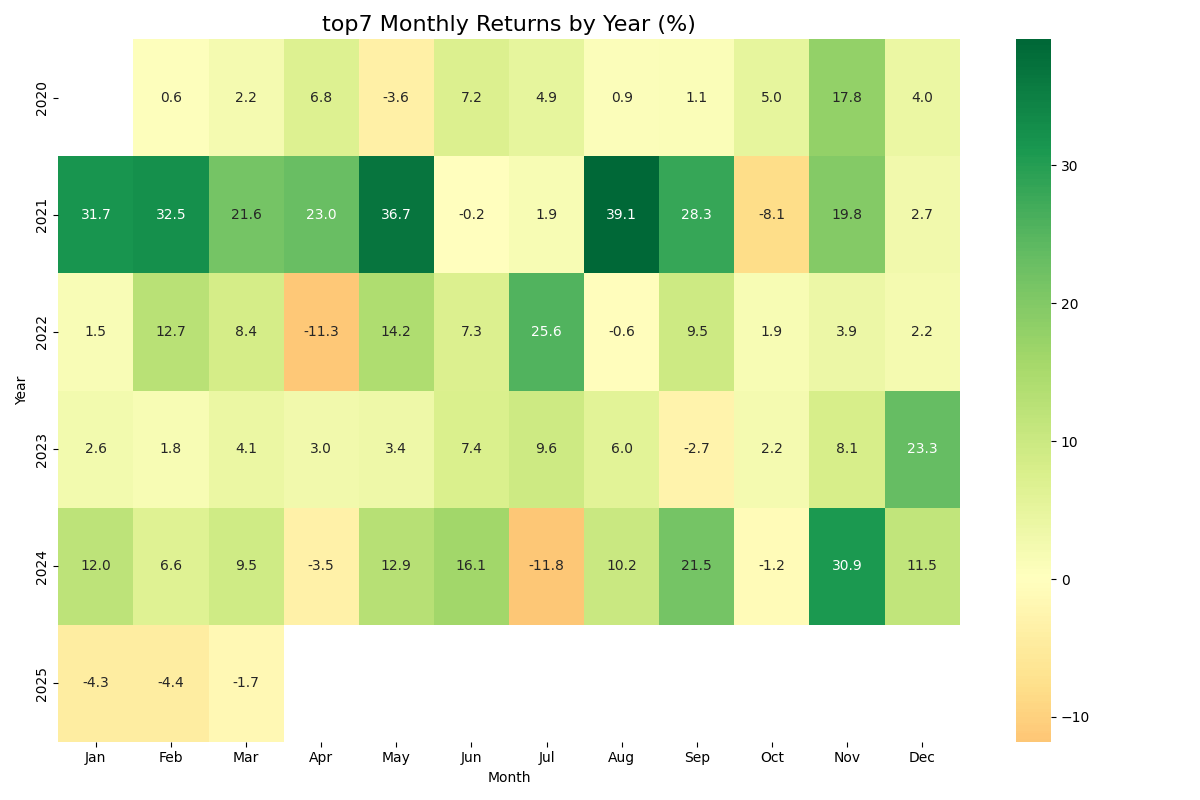 top7 Monthly Returns by Year (%)
2020 0.6 2.2 6.8 -3.6 7.2 4.9 0.9 1.1 5.0 17.8 4.0
2021 31.7 32.5 21.6 23.0 36.7 -0.2 1.9 39.1 28.3 -8.1 19.8 2.7
2022 1.5 12.7 8.4 -11.3 14.2 7.3 25.6 -0.6 9.5 1.9 3.9 2.2
2023 2.6 1.8 4.1 3.0 3.4 7.4 9.6 6.0 -2.7 2.2 8.1 23.3
2024 12.0 6.6 9.5 -3.5 12.9 16.1 -11.8 10.2 21.5 -1.2 30.9 11.5
2025 -4.3 -4.4 -1.7
Year
Jan Feb Mar Apr May Jun Jul Aug Sep Oct Nov Dec
Month
30
20
10
0
−10